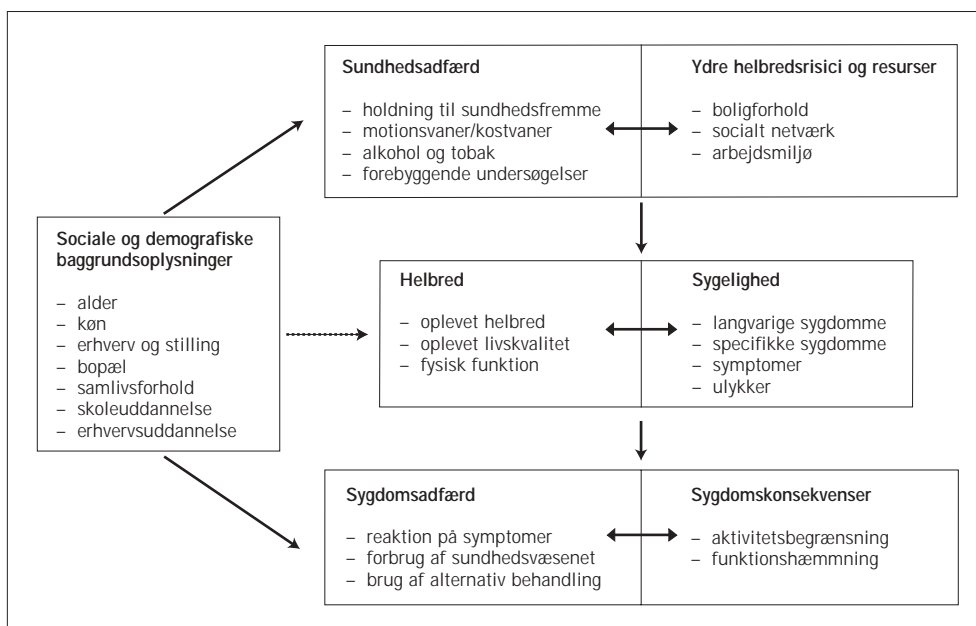 Sundhedsadfærd
– holdning til sundhedsfremme
– motionsvaner/kostvaner
– alkohol og tobak
– forebyggende undersøgelser
Ydre helbredsrisici og resurser
– boligforhold
– socialt netværk
– arbejdsmiljø
Sociale og demografiske
baggrundsoplysninger
– alder
– køn
– erhverv og stilling
– bopæl
– samlivsforhold
– skoleuddannelse
– erhvervsuddannelse
Helbred
– oplevet helbred
– oplevet livskvalitet
– fysisk funktion
Sygelighed
– langvarige sygdomme
– specifikke sygdomme
– symptomer
– ulykker
Sygdomsadfærd
– reaktion på symptomer
– forbrug af sundhedsvæsenet
– brug af alternativ behandling
Sygdomskonsekvenser
– aktivitetsbegrænsning
– funktionshæmmning